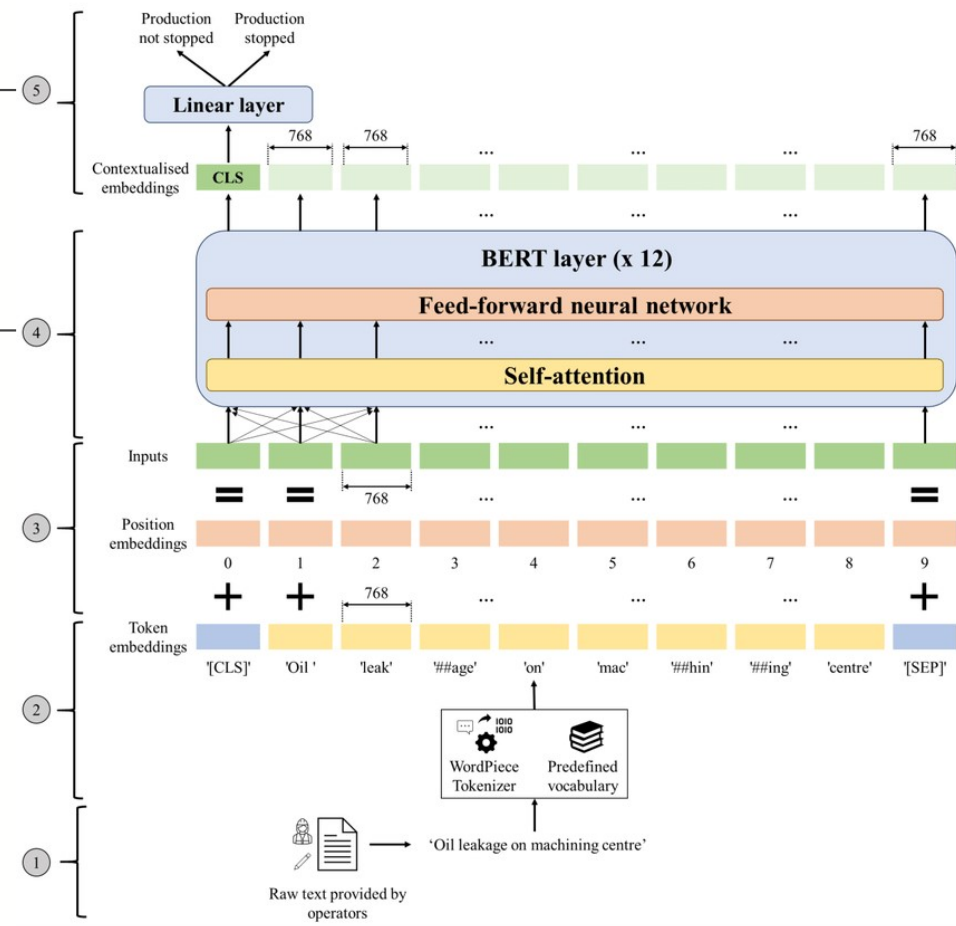 Production not stopped
Production stopped
5
Linear layer
768 768 ... ... ... 768
Contextualised embeddings
CLS
... ... ...
BERT layer (x 12)
Feed-forward neural network
4
... ... ...
Self-attention
... ... ...
Inputs
768 ... ... ...
3
Position embeddings
0 1 2 3 4 5 6 7 8 9
768 ... ... ...
Token embeddings
'[CLS]' 'Oil ' 'leak' '##age' 'on' 'mac' '##hin' '##ing' 'centre' '[SEP]'
2
1010
1010
WordPiece Tokenizer
Predefined vocabulary
1
‘Oil leakage on machining centre’
Raw text provided by
operators